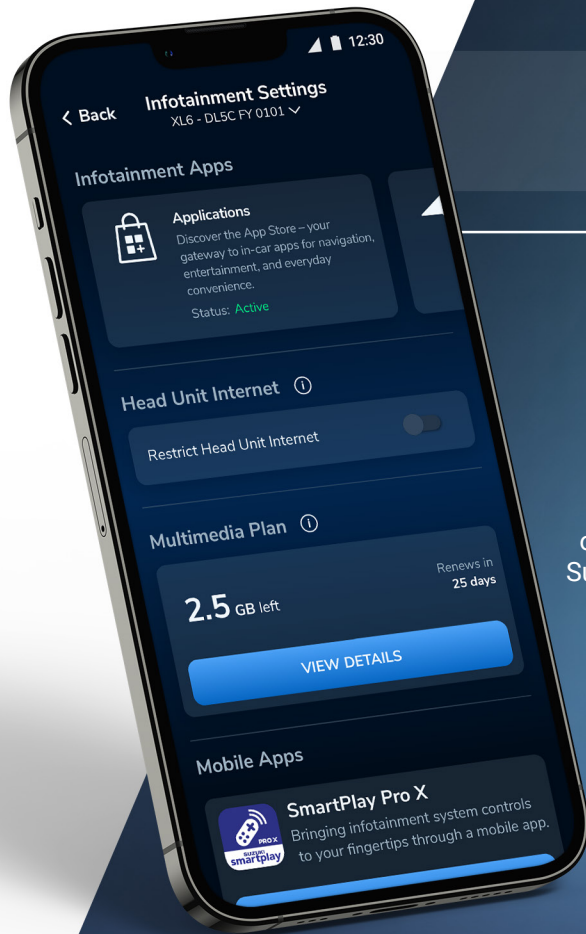 12:30
Back
Infotainment Settings
XL6 - DL5C FY 0101
Infotainment Apps
Applications
Discover the App Store – your
gateway to in-car apps for navigation,
entertainment, and everyday
convenience.
Status: Active
Head Unit Internet
Restrict Head Unit Internet
Multimedia Plan
2.5 GB left
Renews in
25 days
VIEW DETAILS
Mobile Apps
SmartPlay Pro X
Bringing infotainment system controls
to your fingertips through a mobile app.
PRO X
SUZUKI
smartplay
Su